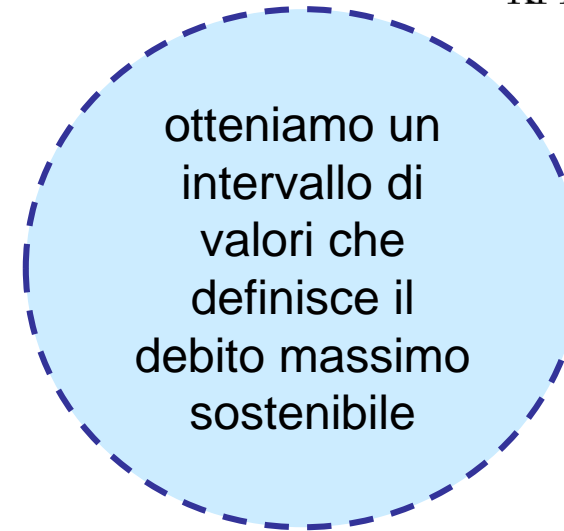 otteniamo un
intervallo di
valori che
definisce il
debito massimo
sostenibile